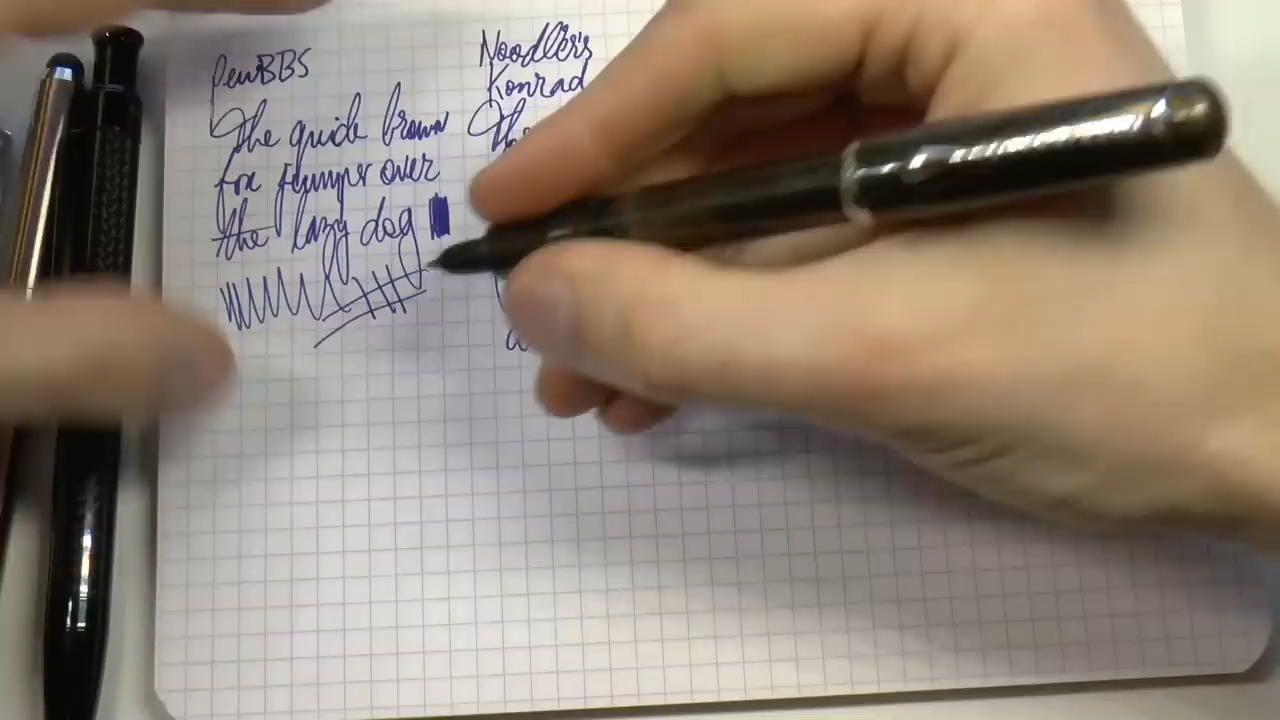 PenBBS
The quick brown
fox jumps over
the lazy dog
Noodler's
Konrad